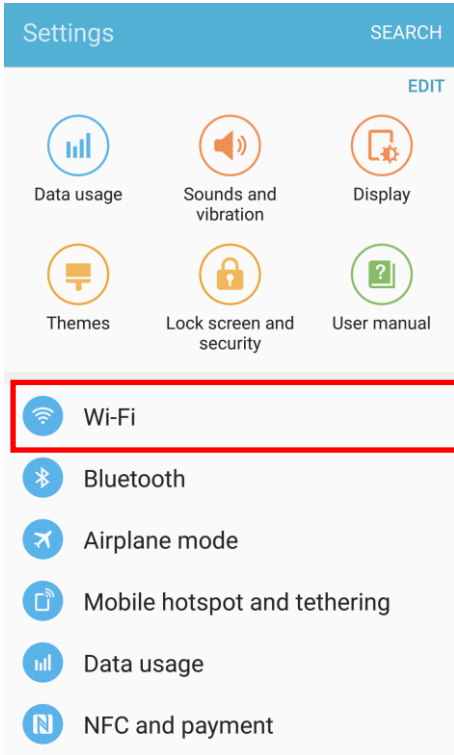 Settings SEARCH
EDIT
Data usage
Sounds and
vibration
Display
Themes
Lock screen and
security
User manual
Wi-Fi
Bluetooth
Airplane mode
Mobile hotspot and tethering
Data usage
NFC and payment